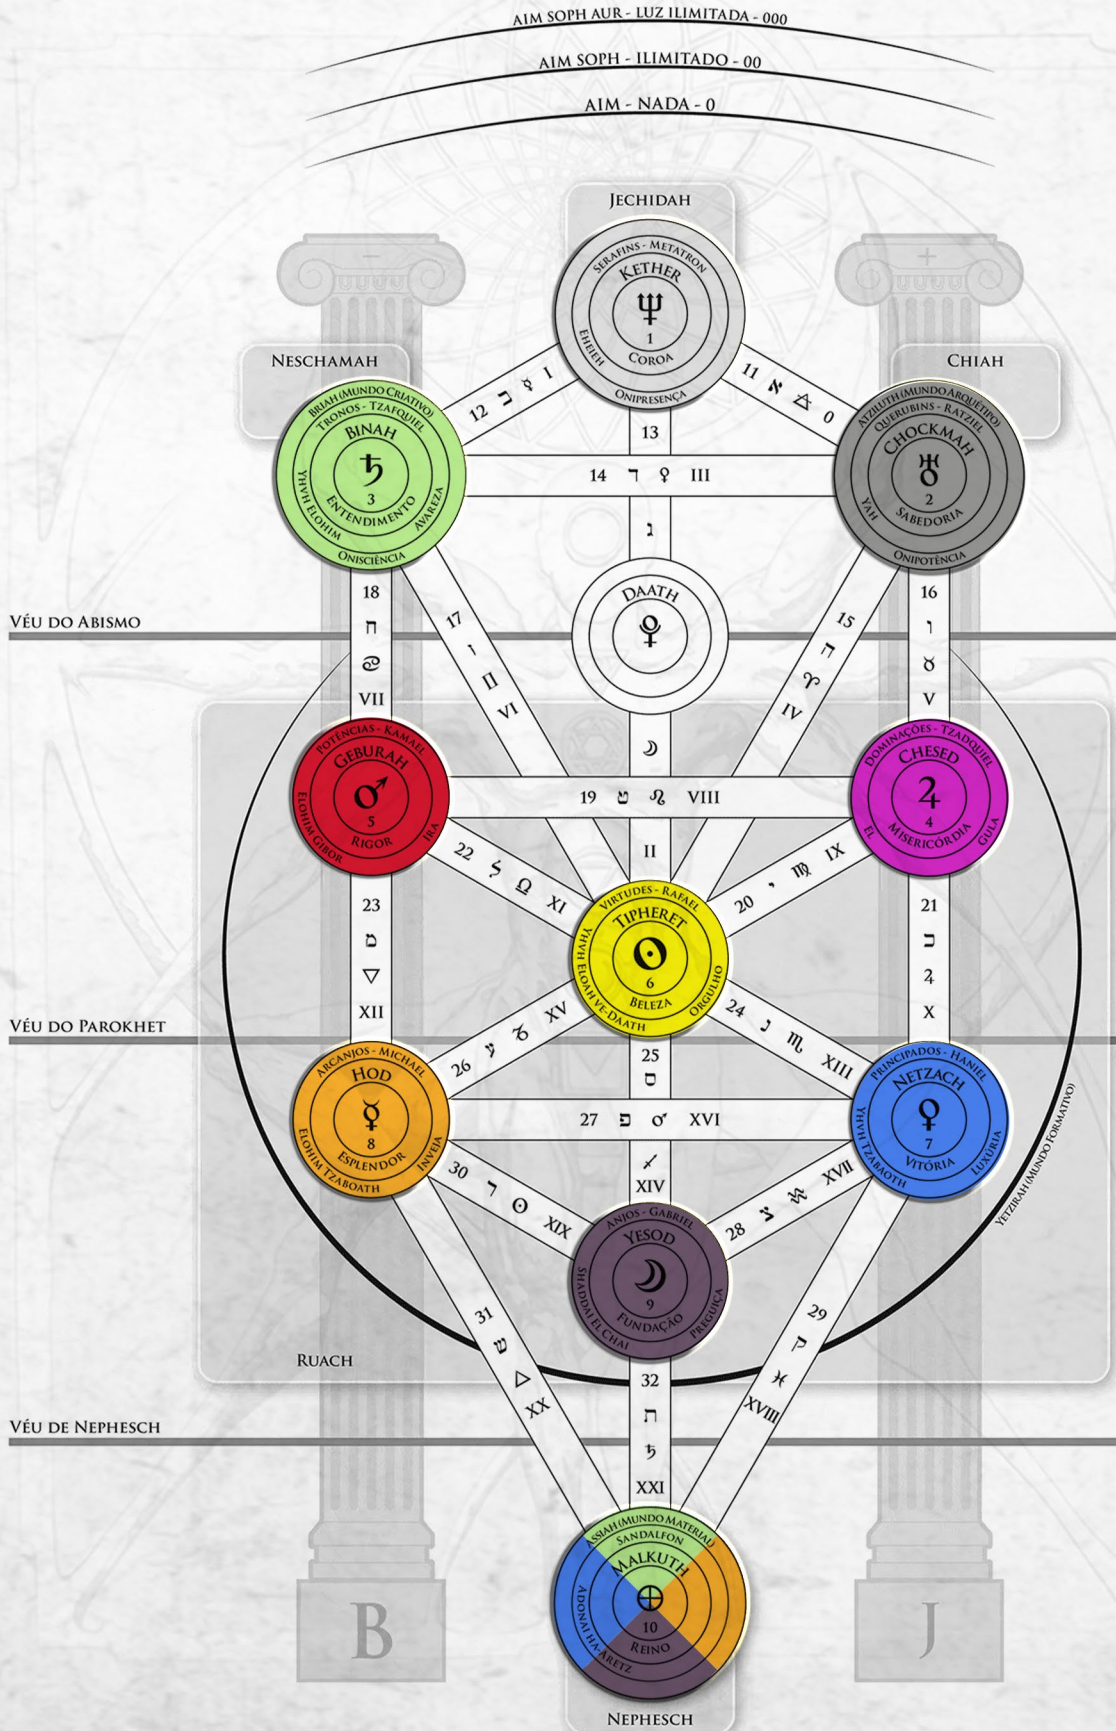 AIM SOPH AUR - LUZ ILIMITADA - 000
AIM SOPH - ILIMITADO - 00
AIM - NADA - 0
JECHIDAH
SERAFINS - METATRON
KETHER
♆
1
COROA
EHEIEH
ONIPRESENÇA
NESCHAMAH
CHIAH
12 ב ☿ I
11 א 🜁 0
13
BRIAH (MUNDO CRIATIVO)
TRONOS - TZAFQUIEL
BINAH
♄
3
ENTENDIMENTO
YHVH ELOHIM
AVAREZA
ONISCIÊNCIA
14 ד ♀ III
ATZILUTH (MUNDO ARQUÉTIPO)
QUERUBINS - RATZIEL
CHOCKMAH
♅
2
SABEDORIA
YAH
ONIPOTÊNCIA
ג
DAATH
♇
VÉU DO ABISMO
18 ח ♋ VII
17 ז ♊ VI
15 ה ♈ IV
16 ו ♉ V
☽
POTÊNCIAS - KAMAEL
GEBURAH
♂
5
RIGOR
ELOHIM GIBOR
IRA
19 ט ♌ VIII
DOMINAÇÕES - TZADQUIEL
CHESED
♃
4
MISERICÓRDIA
EL
GULA
II
22 ל ♎ XI
20 י ♍ IX
23 מ ▽ XII
21 כ ♃ X
VIRTUDES - RAFAEL
TIPHERET
☉
6
BELEZA
YHVH ELOAH VE-DAATH
ORGULHO
VÉU DO PAROKHET
26 ע ♑ XV
25
ס
24 נ ♏ XIII
ARCANJOS - MICHAEL
HOD
☿
8
ESPLENDOR
ELOHIM TZABOATH
INVEJA
27 פ ♂ XVI
PRINCIPADOS - HANIEL
NETZACH
♀
7
VITÓRIA
YHVH TZABAOTH
LUXÚRIA
YETZIRAH (MUNDO FORMATIVO)
♐
XIV
30 ר ☉ XIX
28 צ ♒ XVII
ANJOS - GABRIEL
YESOD
☽
9
FUNDAÇÃO
SHADDAI EL CHAI
PREGUIÇA
31 ש △ XX
29 ק ♓ XVIII
RUACH
32
ת
♄
XXI
VÉU DE NEPHESCH
ASSIAH (MUNDO MATERIAL)
SANDALFON
MALKUTH
⊕
10
REINO
ADONAI HA-ARETZ
B
J
NEPHESCH